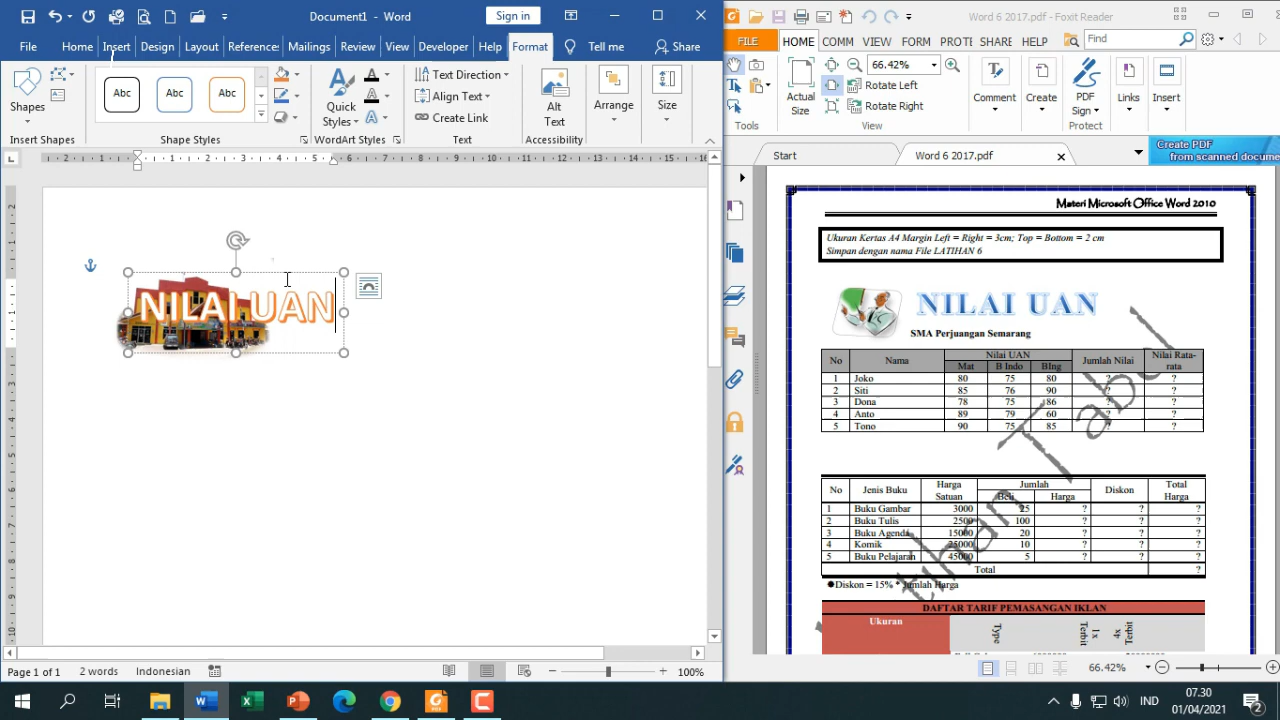 Document1 - Word
Sign in
File Home Insert Design Layout References Mailings Review View Developer Help Format Tell me Share
Shapes
Abc Abc Abc
Quick Styles
Text Direction
Align Text
Create Link
Alt Text
Arrange
Size
Insert Shapes Shape Styles WordArt Styles Text Accessibility
NILAI UAN
Page 1 of 1 2 words Indonesian 100%
Word 6 2017.pdf - Foxit Reader
FILE HOME COMM VIEW FORM PROTE SHARE HELP Find
66.42%
Actual Size
Rotate Left
Rotate Right
Comment Create PDF Sign Links Insert
Tools View Protect
Start Word 6 2017.pdf
Create PDF
from scanned docume
Materi Microsoft Office Word 2010
Ukuran Kertas A4 Margin Left = Right = 3cm; Top = Bottom = 2 cm
Simpan dengan nama File LATIHAN 6
NILAI UAN
SMA Perjuangan Semarang
No Nama Nilai UAN Jumlah Nilai Nilai Rata-rata
Mat B Indo BIng
1 Joko 80 75 80 ? ?
2 Siti 85 76 90 ? ?
3 Dona 78 75 86 ? ?
4 Anto 89 79 60 ? ?
5 Tono 90 75 85 ? ?
No Jenis Buku Harga Satuan Jumlah Diskon Total Harga
Beli Harga
1 Buku Gambar 3000 25 ? ? ?
2 Buku Tulis 2500 100 ? ? ?
3 Buku Agenda 15000 20 ? ? ?
4 Komik 25000 10 ? ? ?
5 Buku Pelajaran 45000 5 ? ? ?
Total ?
Diskon = 15% * Jumlah Harga
DAFTAR TARIF PEMASANGAN IKLAN
Ukuran Type 1x Terbit 4x Terbit
66.42%
IND
07.30
01/04/2021
2